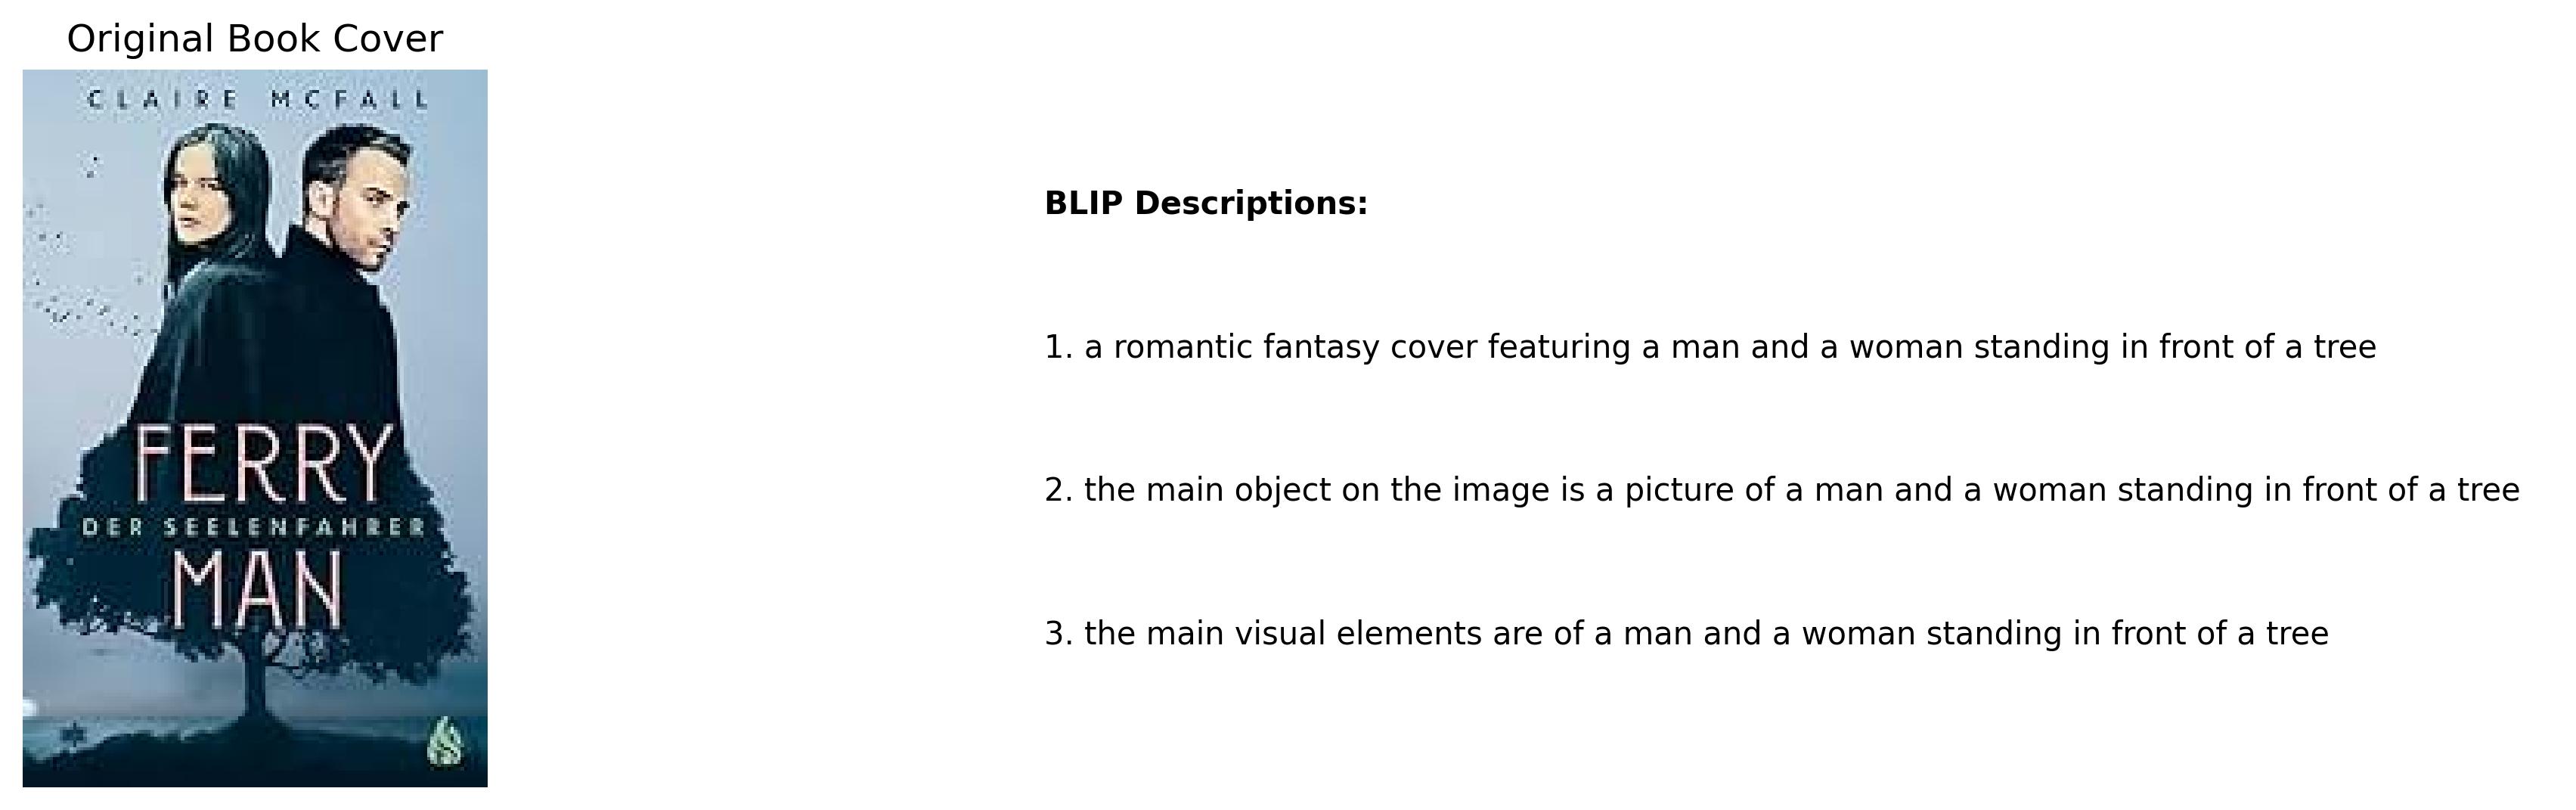 Original Book Cover
CLAIRE MCFALL
FERRY
DER SEELENFAHRER
MAN
BLIP Descriptions:
1. a romantic fantasy cover featuring a man and a woman standing in front of a tree
2. the main object on the image is a picture of a man and a woman standing in front of a tree
3. the main visual elements are of a man and a woman standing in front of a tree